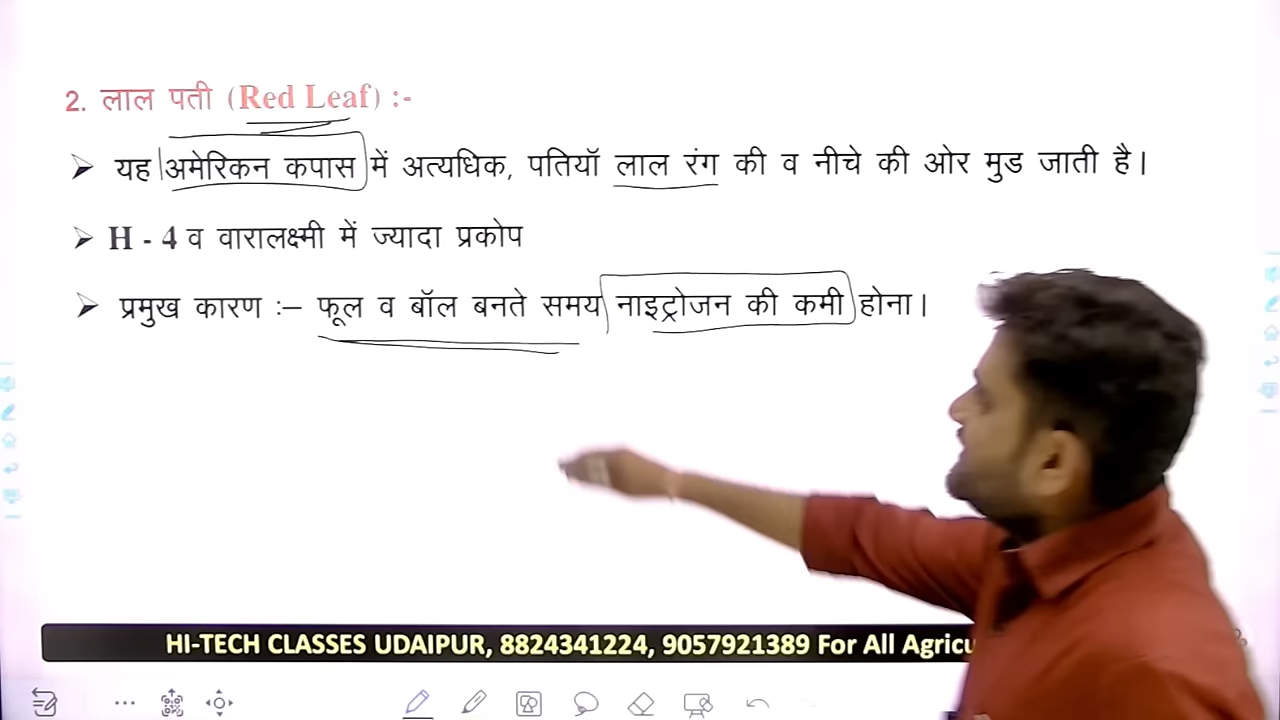 2. लाल पती (Red Leaf) :-
➢ यह अमेरिकन कपास में अत्यधिक, पतियॉ लाल रंग की व नीचे की ओर मुड जाती है।
➢ H - 4 व वारालक्ष्मी में ज्यादा प्रकोप
➢ प्रमुख कारण :– फूल व बॉल बनते समय नाइट्रोजन की कमी होना।
HI-TECH CLASSES UDAIPUR, 8824341224, 9057921389 For All Agricu